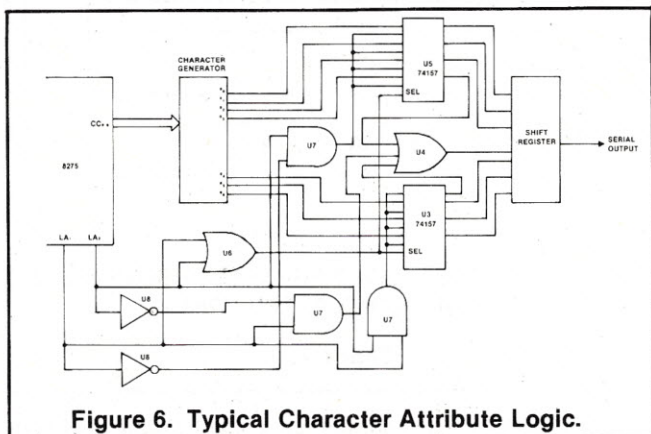 CHARACTER
GENERATOR
U5
74157
SEL
CC₀₋₆
8275
U7
U4
SHIFT
REGISTER
SERIAL
OUTPUT
U3
74157
SEL
LA₁
LA₀
U6
U8
U7
U7
U8
Figure 6. Typical Character Attribute Logic.